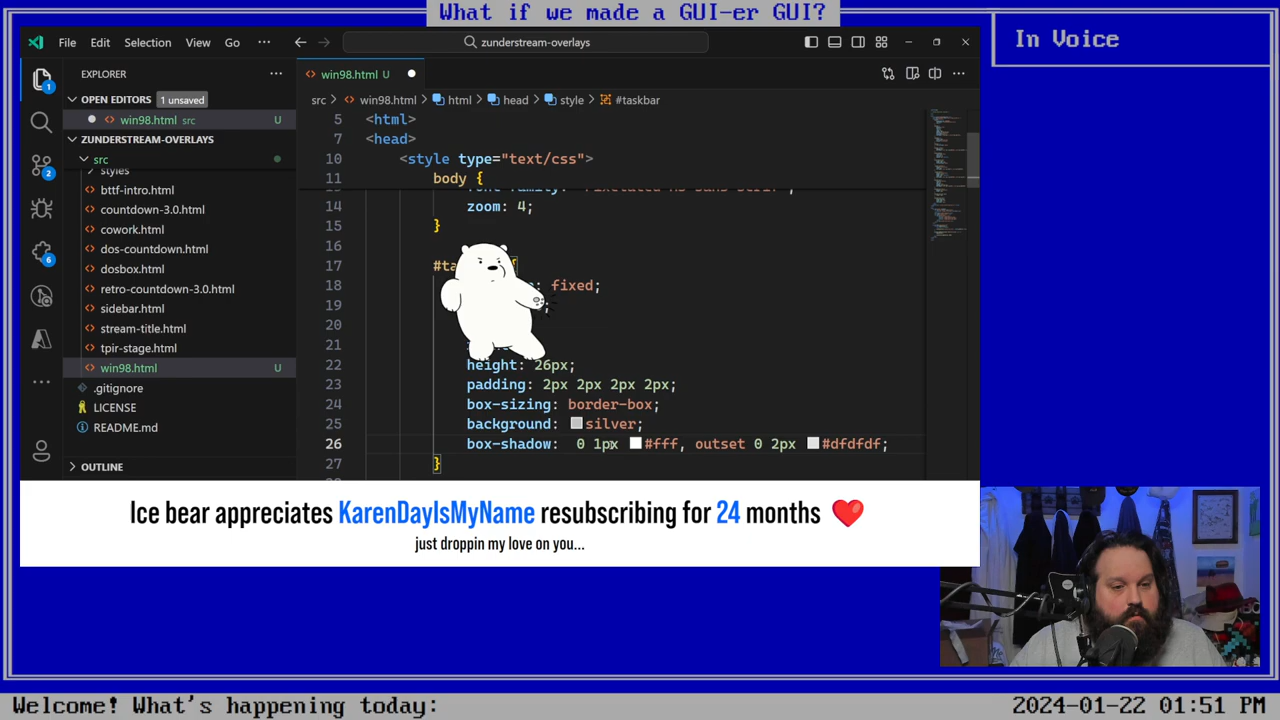 What if we made a GUI-er GUI?
In Voice
File Edit Selection View Go ··· zunderstream-overlays
EXPLORER
OPEN EDITORS 1 unsaved
win98.html src U
ZUNDERSTREAM-OVERLAYS
src
styles
bttf-intro.html
countdown-3.0.html
cowork.html
dos-countdown.html
dosbox.html
retro-countdown-3.0.html
sidebar.html
stream-title.html
tpir-stage.html
win98.html U
.gitignore
LICENSE
README.md
OUTLINE
1
2
6
win98.html U
src > win98.html > html > head > style > #taskbar
5 <html>
7 <head>
10 <style type="text/css">
11 body {
14 zoom: 4;
15 }
16
17 #ta
18 fixed;
19
20
21
22 height: 26px;
23 padding: 2px 2px 2px 2px;
24 box-sizing: border-box;
25 background: silver;
26 box-shadow: 0 1px #fff, outset 0 2px #dfdfdf;
27 }
Ice bear appreciates KarenDayIsMyName resubscribing for 24 months ❤️
just droppin my love on you...
Welcome! What's happening today:
2024-01-22 01:51 PM